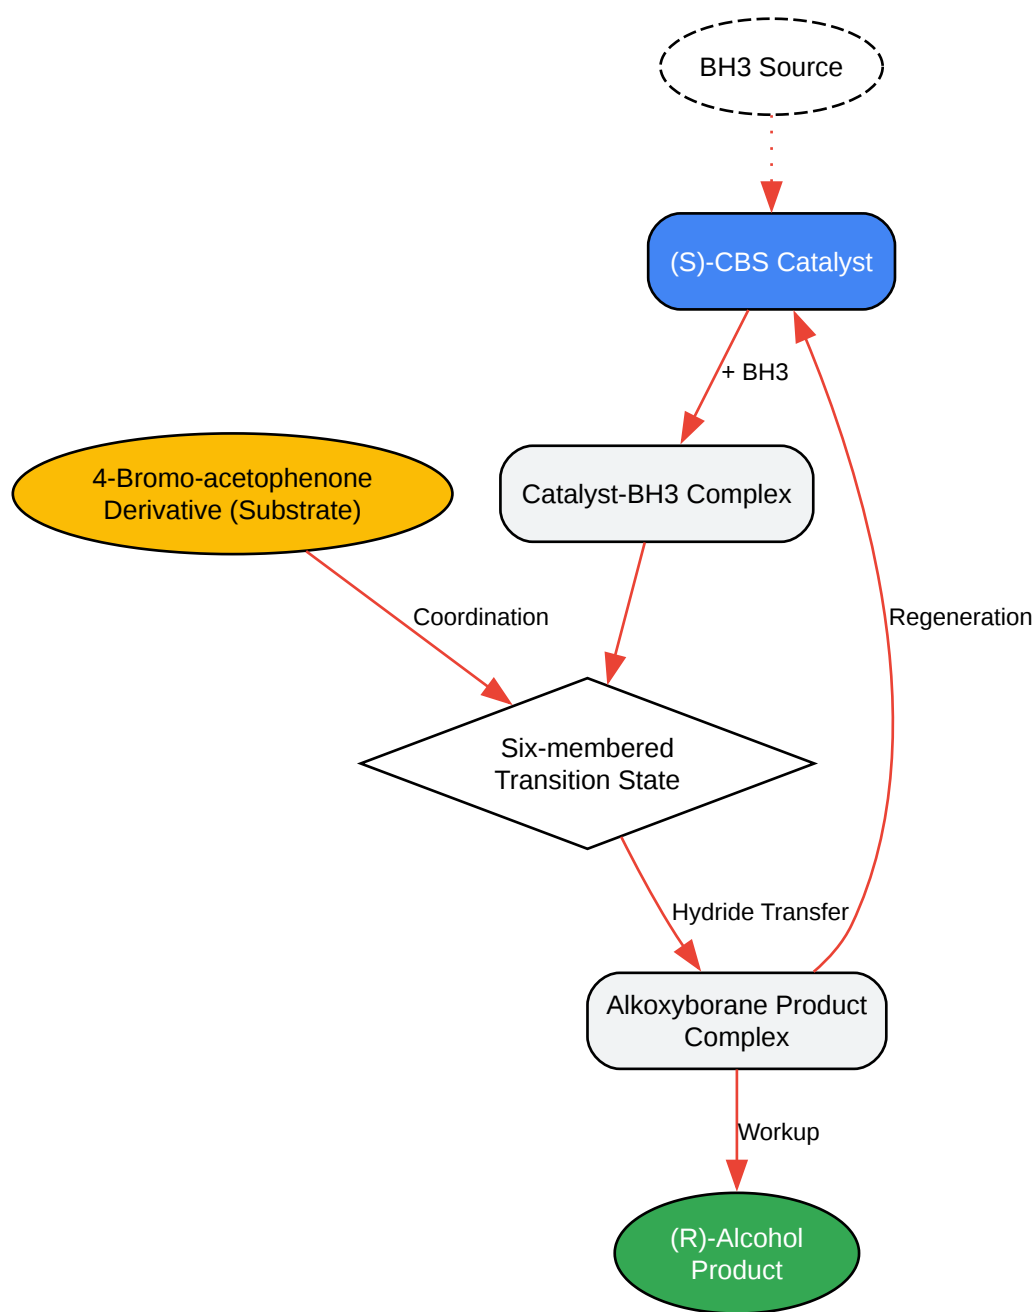 BH3 Source
(S)-CBS Catalyst
+ BH3
4-Bromo-acetophenone
Derivative (Substrate)
Catalyst-BH3 Complex
Coordination
Regeneration
Six-membered
Transition State
Hydride Transfer
Alkoxyborane Product
Complex
Workup
(R)-Alcohol
Product